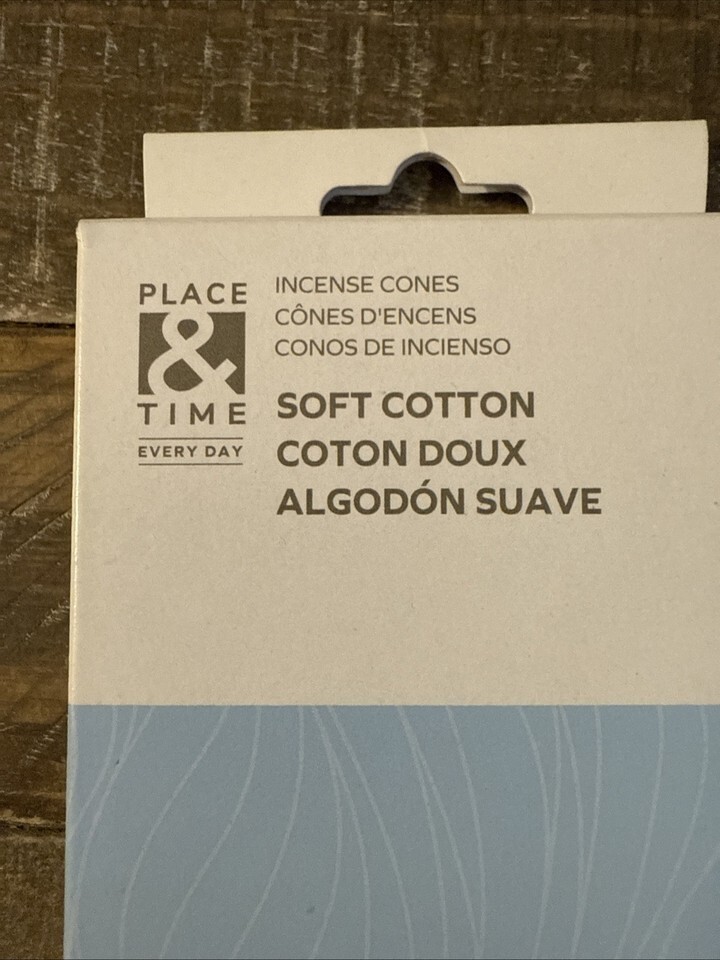 PLACE
&
TIME
EVERY DAY
INCENSE CONES
CÔNES D'ENCENS
CONOS DE INCIENSO
SOFT COTTON
COTON DOUX
ALGODÓN SUAVE